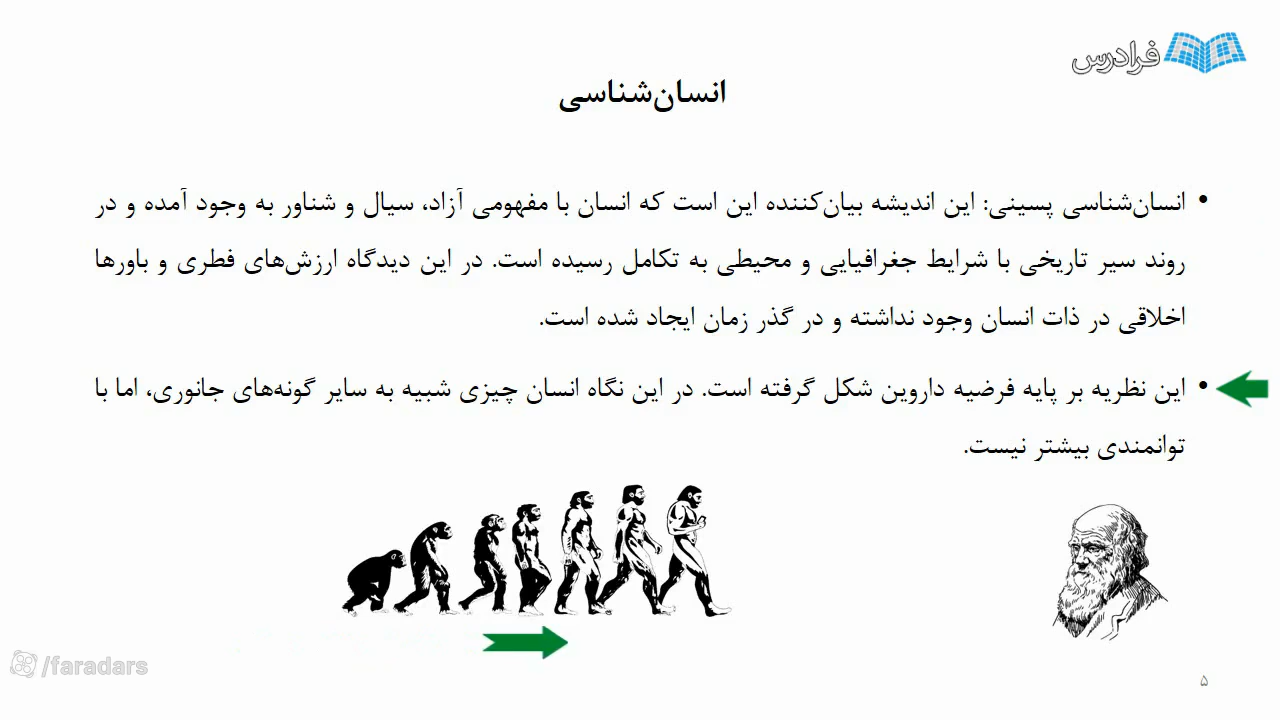 فرادرس
انسان‌شناسی
• انسان‌شناسی پسینی: این اندیشه بیان‌کننده این است که انسان با مفهومی آزاد، سیال و شناور به وجود آمده و در
روند سیر تاریخی با شرایط جغرافیایی و محیطی به تکامل رسیده است. در این دیدگاه ارزش‌های فطری و باورها
اخلاقی در ذات انسان وجود نداشته و در گذر زمان ایجاد شده است.
• این نظریه بر پایه فرضیه داروین شکل گرفته است. در این نگاه انسان چیزی شبیه به سایر گونه‌های جانوری، اما با
توانمندی بیشتر نیست.
/faradars
۵